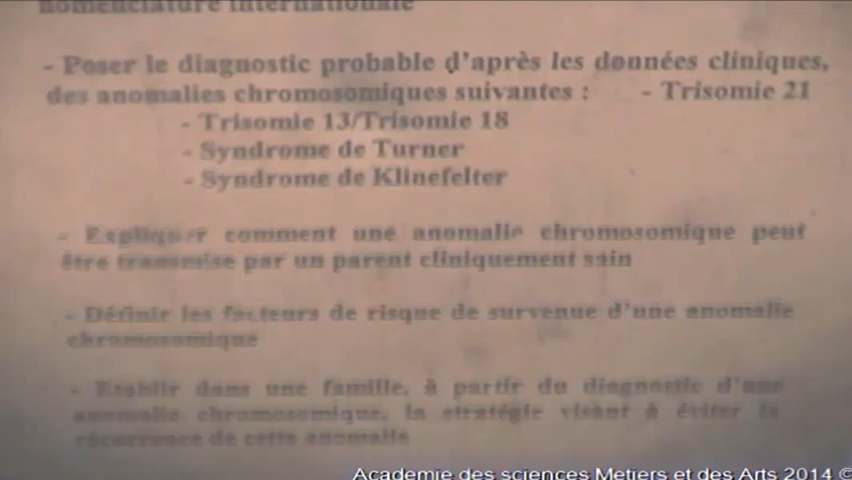 nomenclature internationale
- Poser le diagnostic probable d'après les données cliniques,
des anomalies chromosomiques suivantes : - Trisomie 21
- Trisomie 13/Trisomie 18
- Syndrome de Turner
- Syndrome de Klinefelter
- Expliquer comment une anomalie chromosomique peut
être transmise par un parent cliniquement sain
- Définir les facteurs de risque de survenue d'une anomalie
chromosomique
- Etablir dans une famille, à partir du diagnostic d'une
anomalie chromosomique, la stratégie visant à éviter la
récurrence de cette anomalie
Academie des sciences Metiers et des Arts 2014 ©